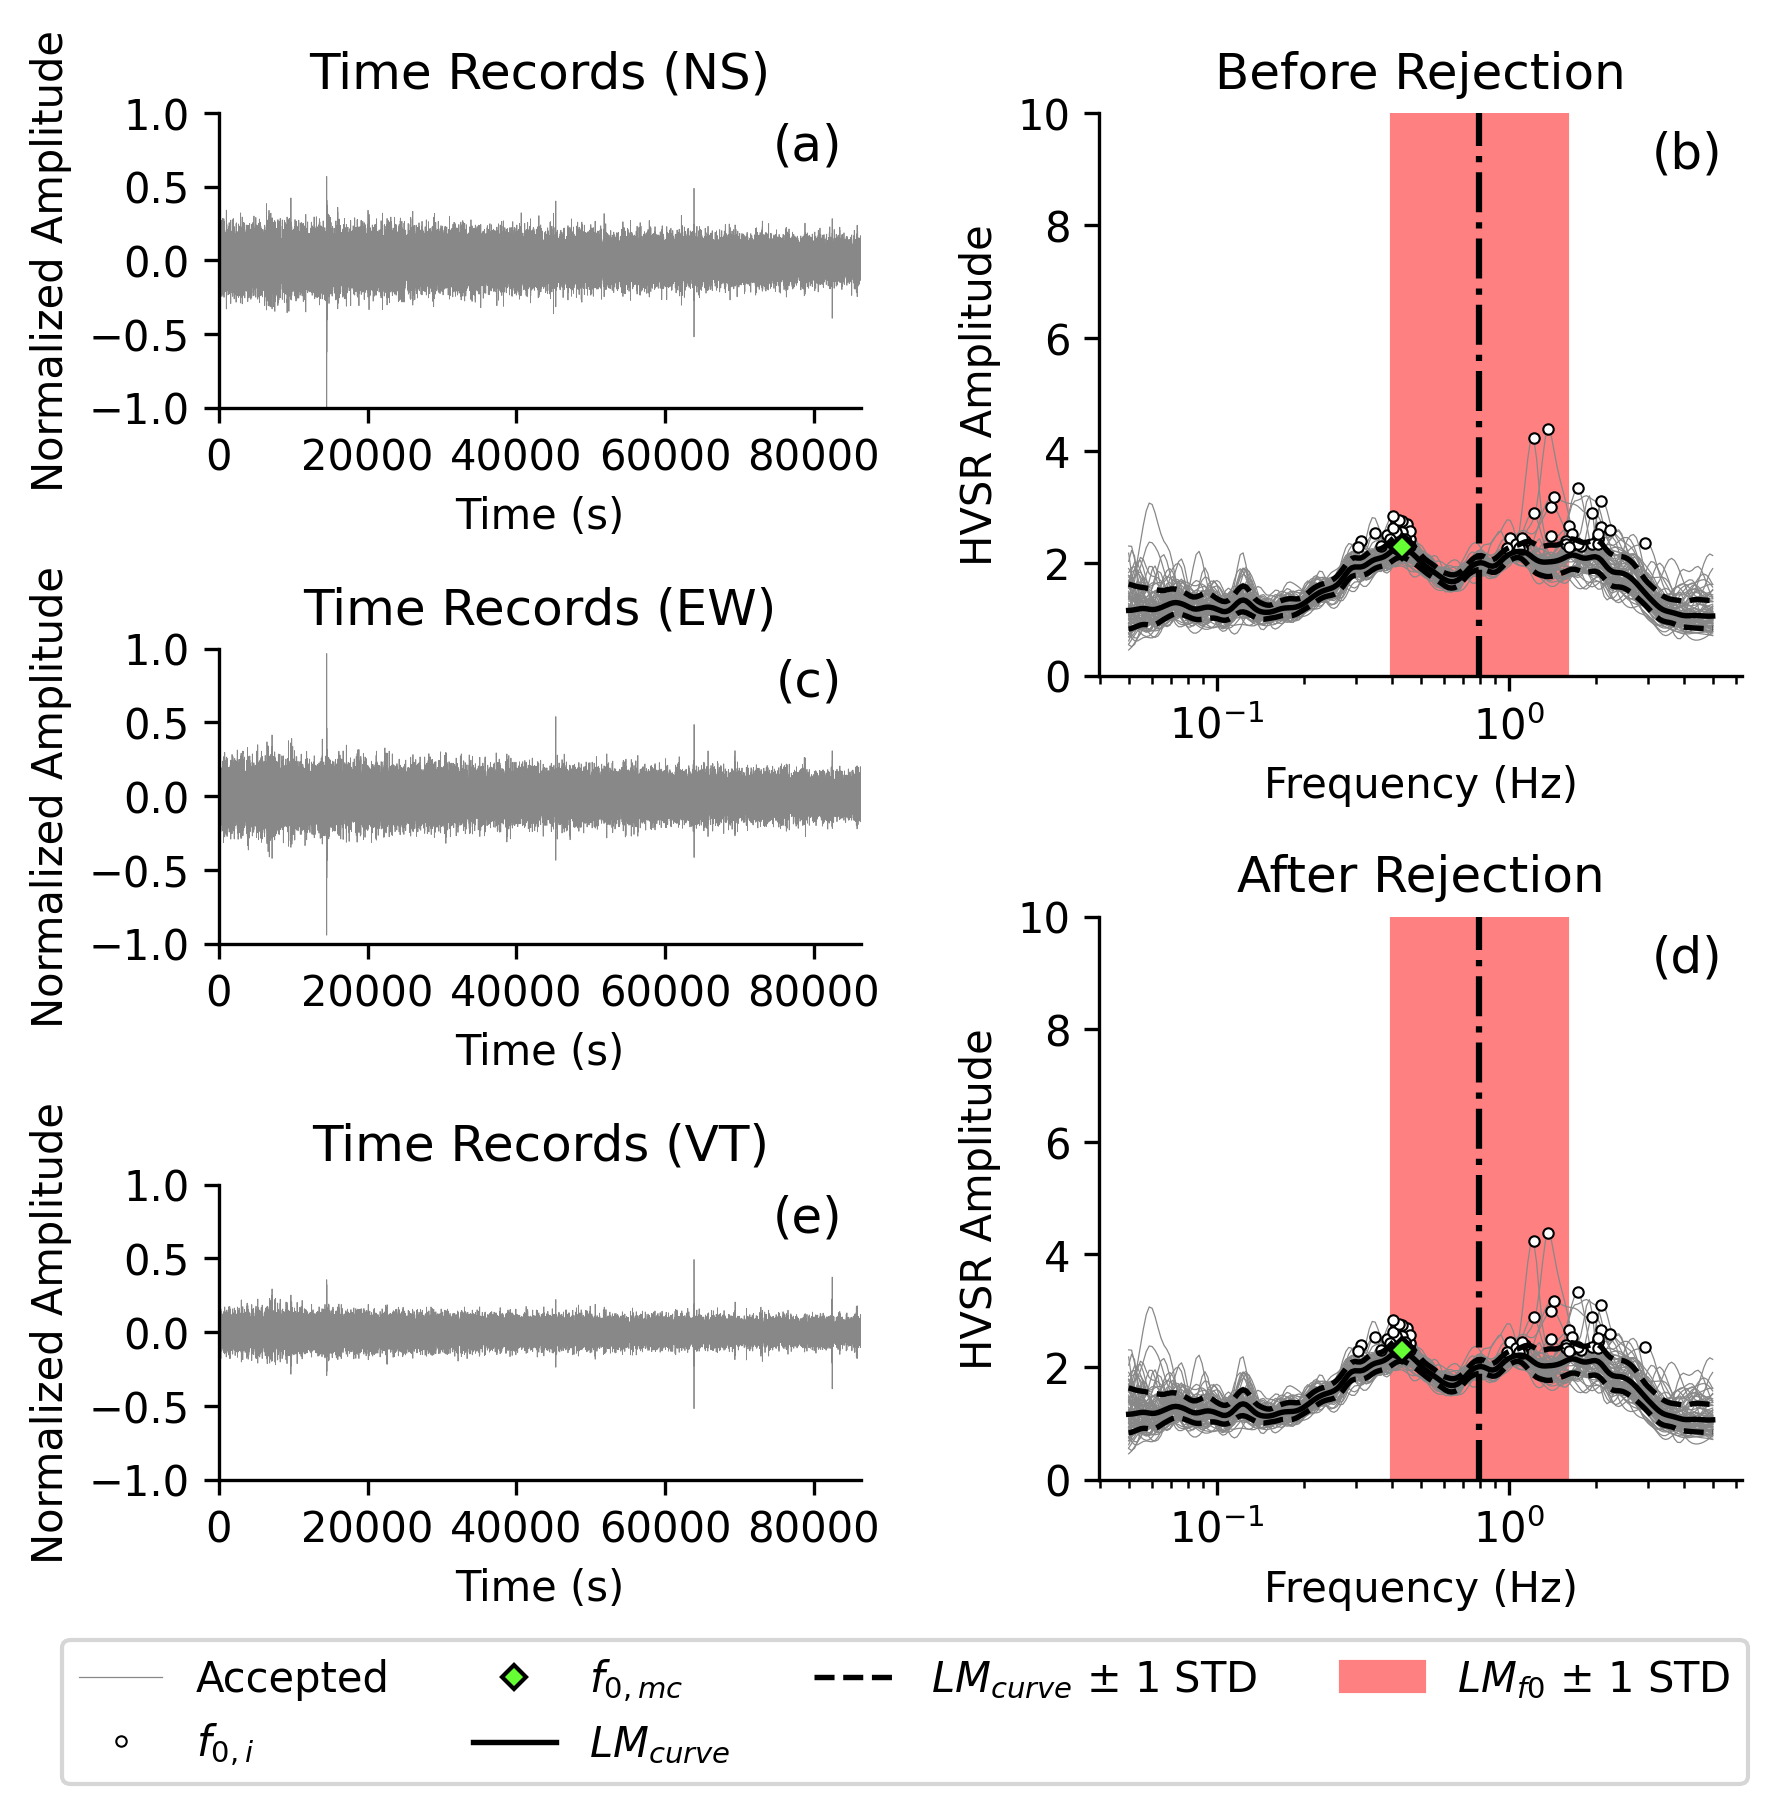 Time Records (NS)
(a)
Normalized Amplitude
1.0
0.5
0.0
−0.5
−1.0
0 20000 40000 60000 80000
Time (s)
Before Rejection
(b)
HVSR Amplitude
10
8
6
4
2
0
10⁻¹ 10⁰
Frequency (Hz)
Time Records (EW)
(c)
Normalized Amplitude
1.0
0.5
0.0
−0.5
−1.0
0 20000 40000 60000 80000
Time (s)
After Rejection
(d)
HVSR Amplitude
10
8
6
4
2
0
10⁻¹ 10⁰
Frequency (Hz)
Time Records (VT)
(e)
Normalized Amplitude
1.0
0.5
0.0
−0.5
−1.0
0 20000 40000 60000 80000
Time (s)
Accepted
f0,i
f0,mc
LMcurve
LMcurve ± 1 STD
LMf0 ± 1 STD